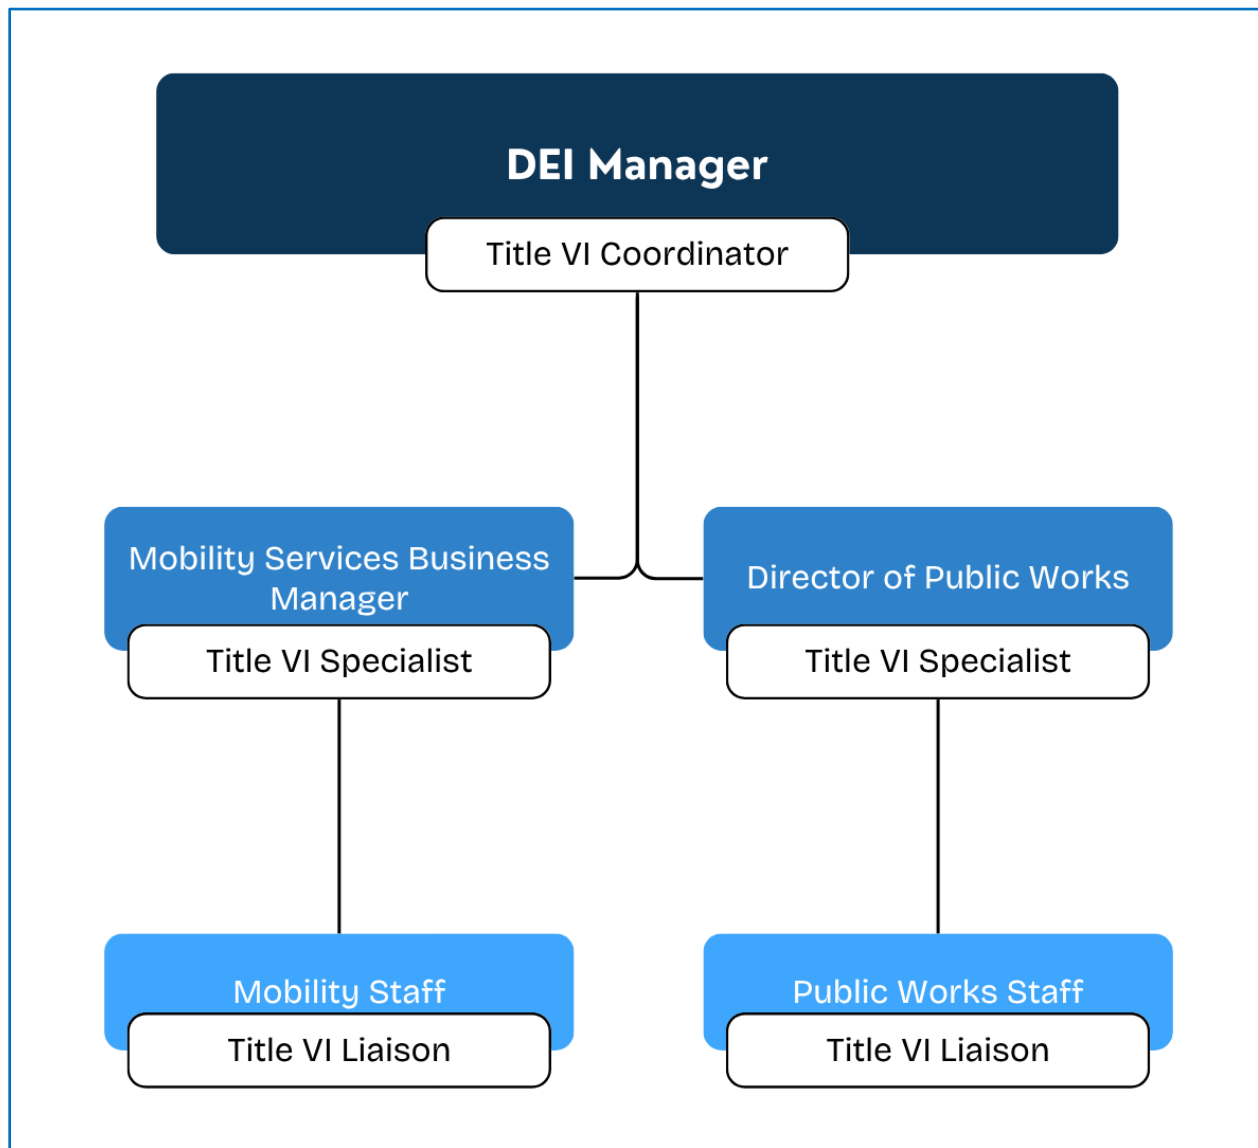 DEI Manager
Title VI Coordinator
Mobility Services Business
Manager
Title VI Specialist
Director of Public Works
Title VI Specialist
Mobility Staff
Title VI Liaison
Public Works Staff
Title VI Liaison